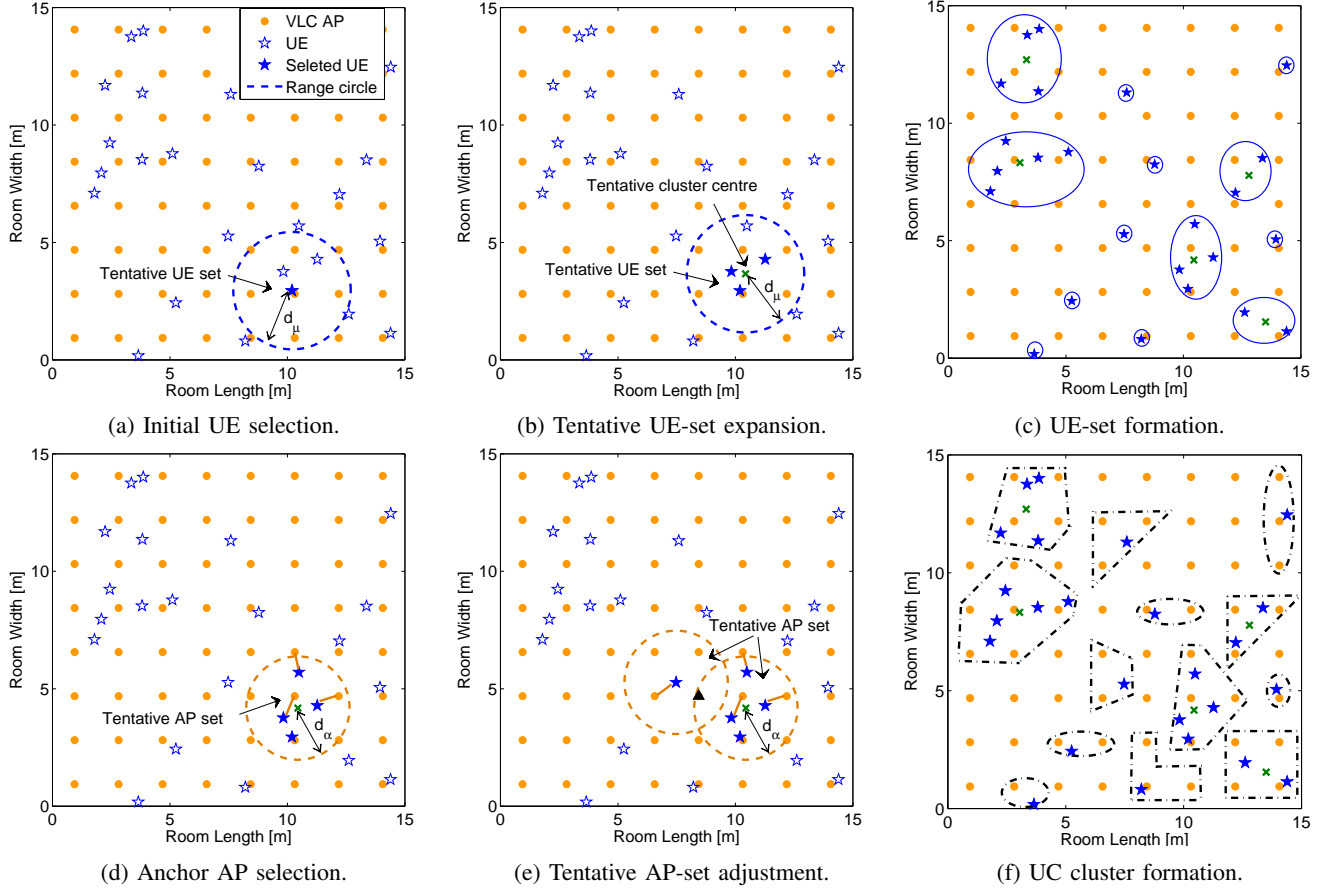 15
10
5
0
0
5
10
15
Room Width [m]
Room Length [m]
VLC AP
UE
Seleted UE
Range circle
Tentative UE set
d_μ
(a) Initial UE selection.
15
10
5
0
0
5
10
15
Room Width [m]
Room Length [m]
Tentative cluster centre
Tentative UE set
d_μ
(b) Tentative UE-set expansion.
15
10
5
0
5
10
15
Room Width [m]
Room Length [m]
(c) UE-set formation.
15
10
5
0
0
5
10
15
Room Width [m]
Room Length [m]
Tentative AP set
d_α
(d) Anchor AP selection.
15
10
5
0
0
5
10
15
Room Width [m]
Room Length [m]
Tentative AP set
d_α
(e) Tentative AP-set adjustment.
15
10
5
0
5
10
15
Room Width [m]
Room Length [m]
(f) UC cluster formation.